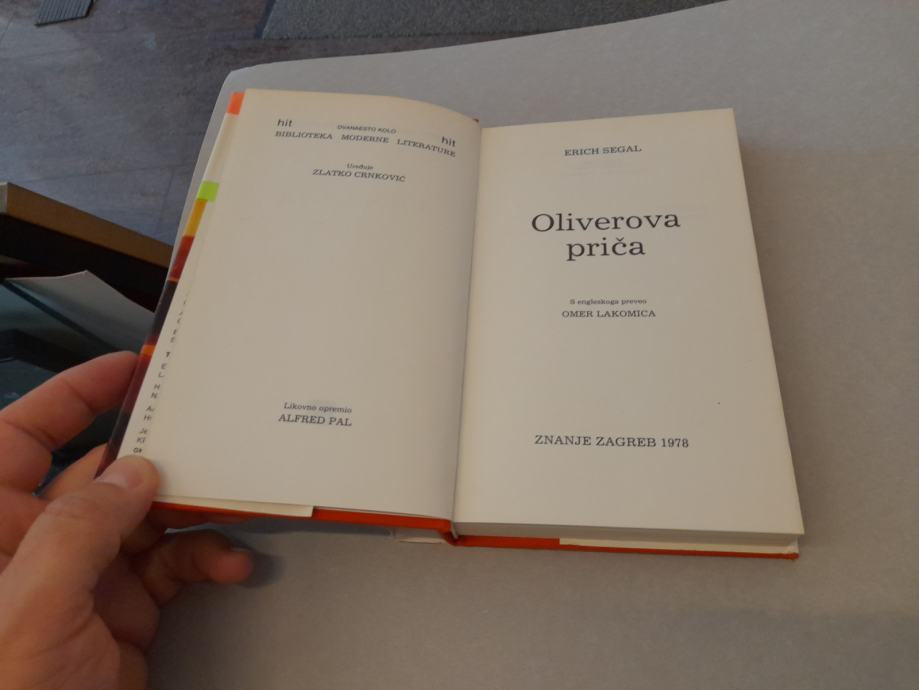 hit DVANAESTO KOLO hit
BIBLIOTEKA MODERNE LITERATURE
Uređuje
ZLATKO CRNKOVIĆ
Likovno opremio
ALFRED PAL
ERICH SEGAL
Oliverova
priča
S engleskoga preveo
OMER LAKOMICA
ZNANJE ZAGREB 1978